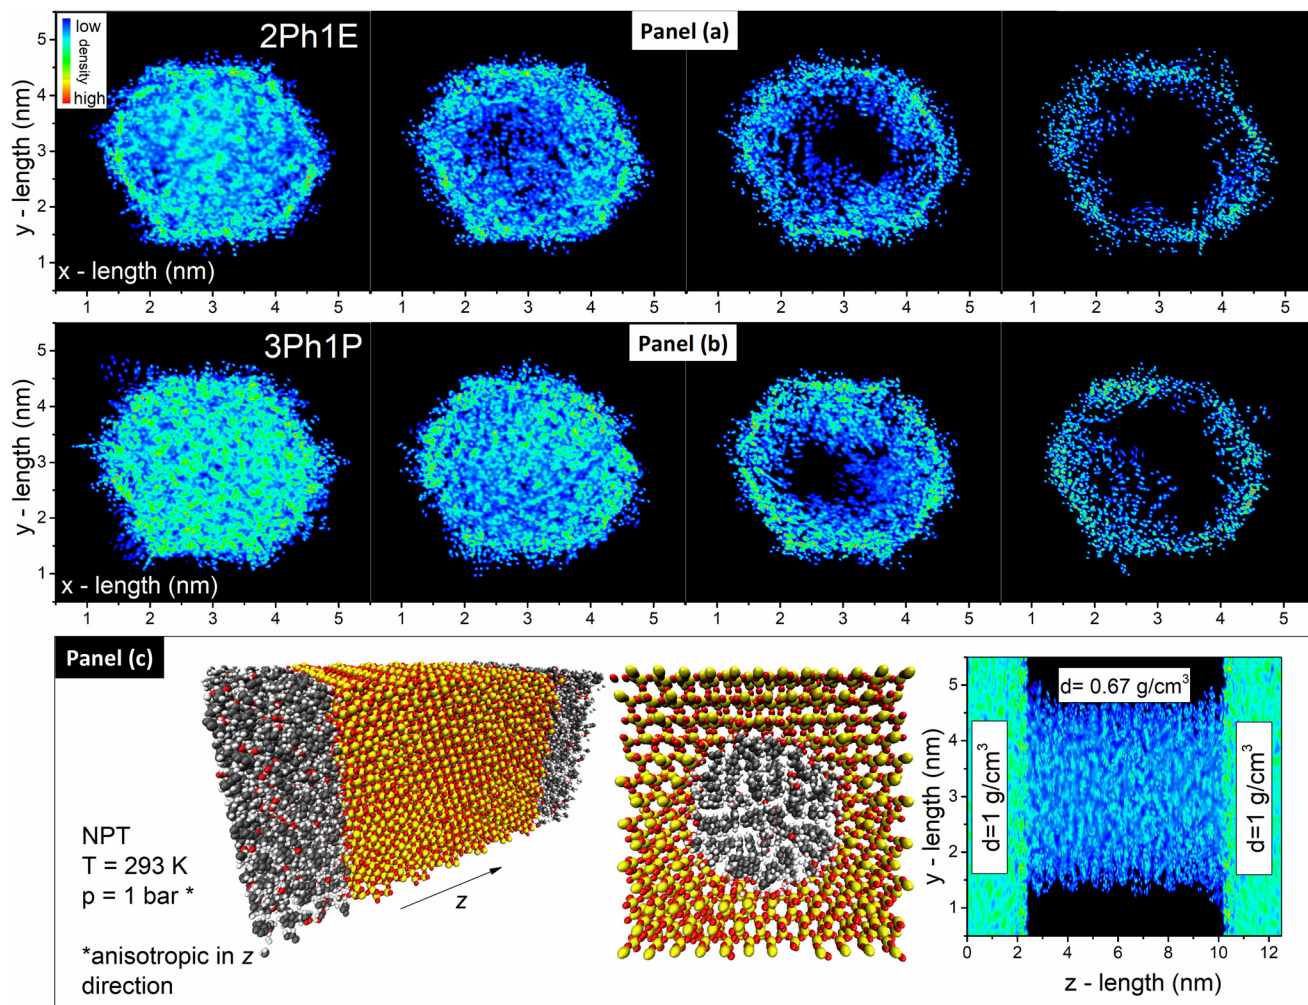 2Ph1E
Panel (a)
low
density
high
y - length (nm)
5
4
3
2
1
x - length (nm)
1 2 3 4 5
1 2 3 4 5
1 2 3 4 5
1 2 3 4 5
3Ph1P
Panel (b)
y - length (nm)
5
4
3
2
1
x - length (nm)
1 2 3 4 5
1 2 3 4 5
1 2 3 4 5
1 2 3 4 5
Panel (c)
NPT
T = 293 K
p = 1 bar *
*anisotropic in z
direction
z
d= 0.67 g/cm³
d=1 g/cm³
d=1 g/cm³
y - length (nm)
5
4
3
2
1
0 2 4 6 8 10 12
z - length (nm)